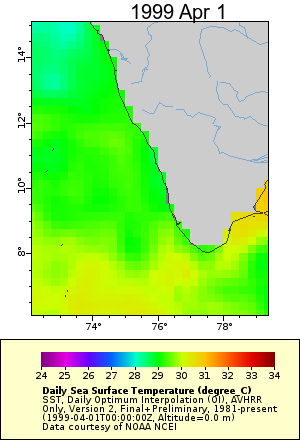 1999 Apr 1
14°
12°
10°
8°
74° 76° 78°
24 25 26 27 28 29 30 31 32 33 34
Daily Sea Surface Temperature (degree_C)
SST, Daily Optimum Interpolation (OI), AVHRR
Only, Version 2, Final+Preliminary, 1981-present
(1999-04-01T00:00:00Z, Altitude=0.0 m)
Data courtesy of NOAA NCEI